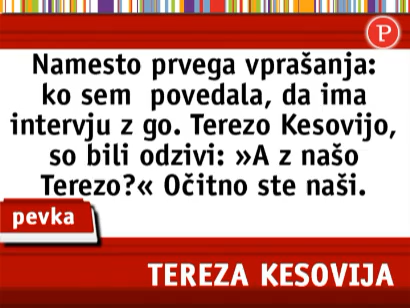 P
Namesto prvega vprašanja:
ko sem povedala, da ima
intervju z go. Terezo Kesovijo,
so bili odzivi: »A z našo
Terezo?« Očitno ste naši.
pevka
TEREZA KESOVIJA